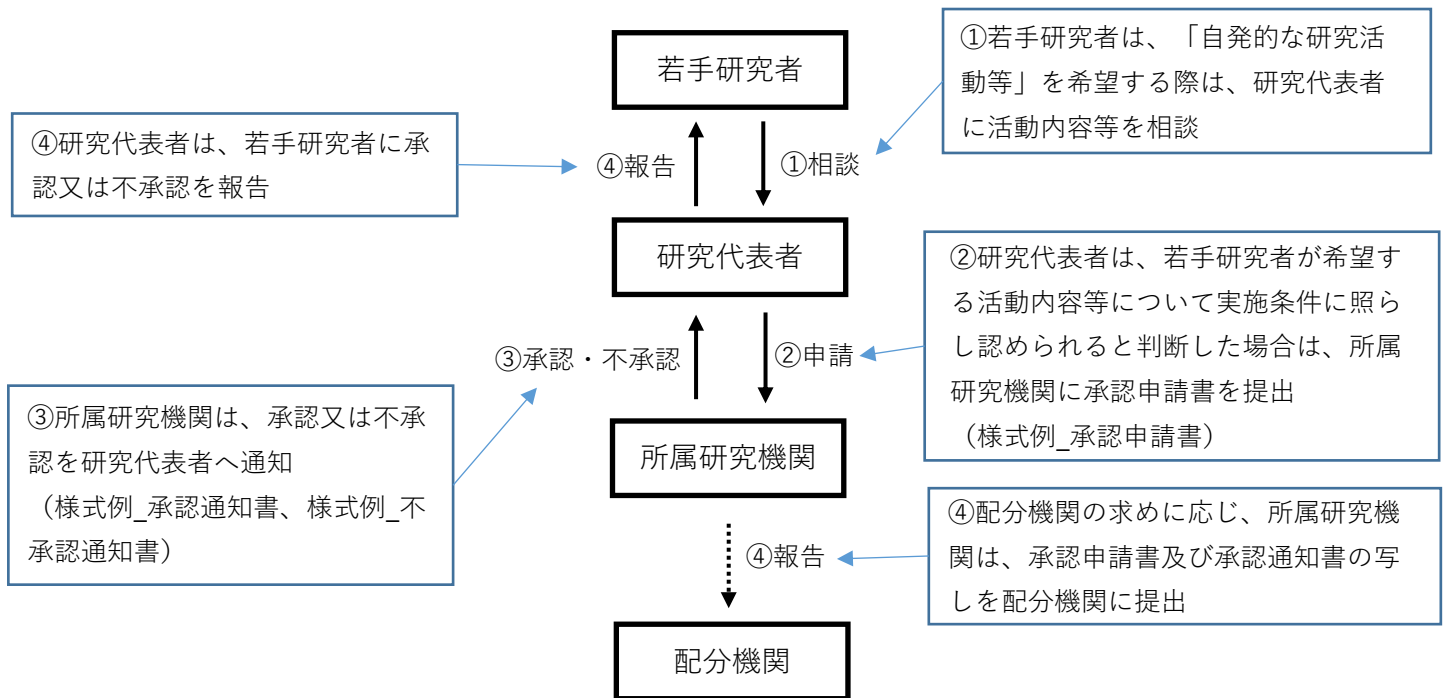 若手研究者
①若手研究者は、「自発的な研究活
動等」を希望する際は、研究代表者
に活動内容等を相談
④研究代表者は、若手研究者に承
認又は不承認を報告
④報告
①相談
研究代表者
②研究代表者は、若手研究者が希望す
る活動内容等について実施条件に照ら
し認められると判断した場合は、所属
研究機関に承認申請書を提出
（様式例_承認申請書）
③承認・不承認
②申請
③所属研究機関は、承認又は不承
認を研究代表者へ通知
（様式例_承認通知書、様式例_不
承認通知書）
所属研究機関
④配分機関の求めに応じ、所属研究機
関は、承認申請書及び承認通知書の写
しを配分機関に提出
④報告
配分機関